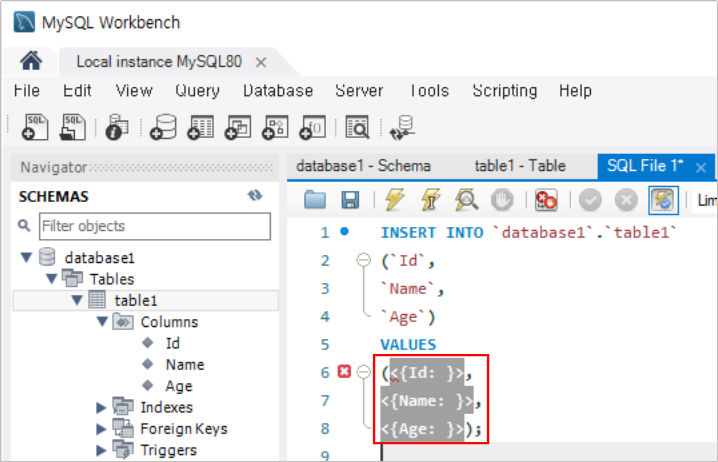 MySQL Workbench
Local instance MySQL80 ×
File Edit View Query Database Server Tools Scripting Help
Navigator
SCHEMAS
Filter objects
database1
Tables
table1
Columns
Id
Name
Age
Indexes
Foreign Keys
Triggers
database1 - Schema table1 - Table SQL File 1* ×
Lim
1 INSERT INTO `database1`.`table1`
2 (`Id`,
3 `Name`,
4 `Age`)
5 VALUES
6 (<{Id: }>,
7 <{Name: }>,
8 <{Age: }>);
9